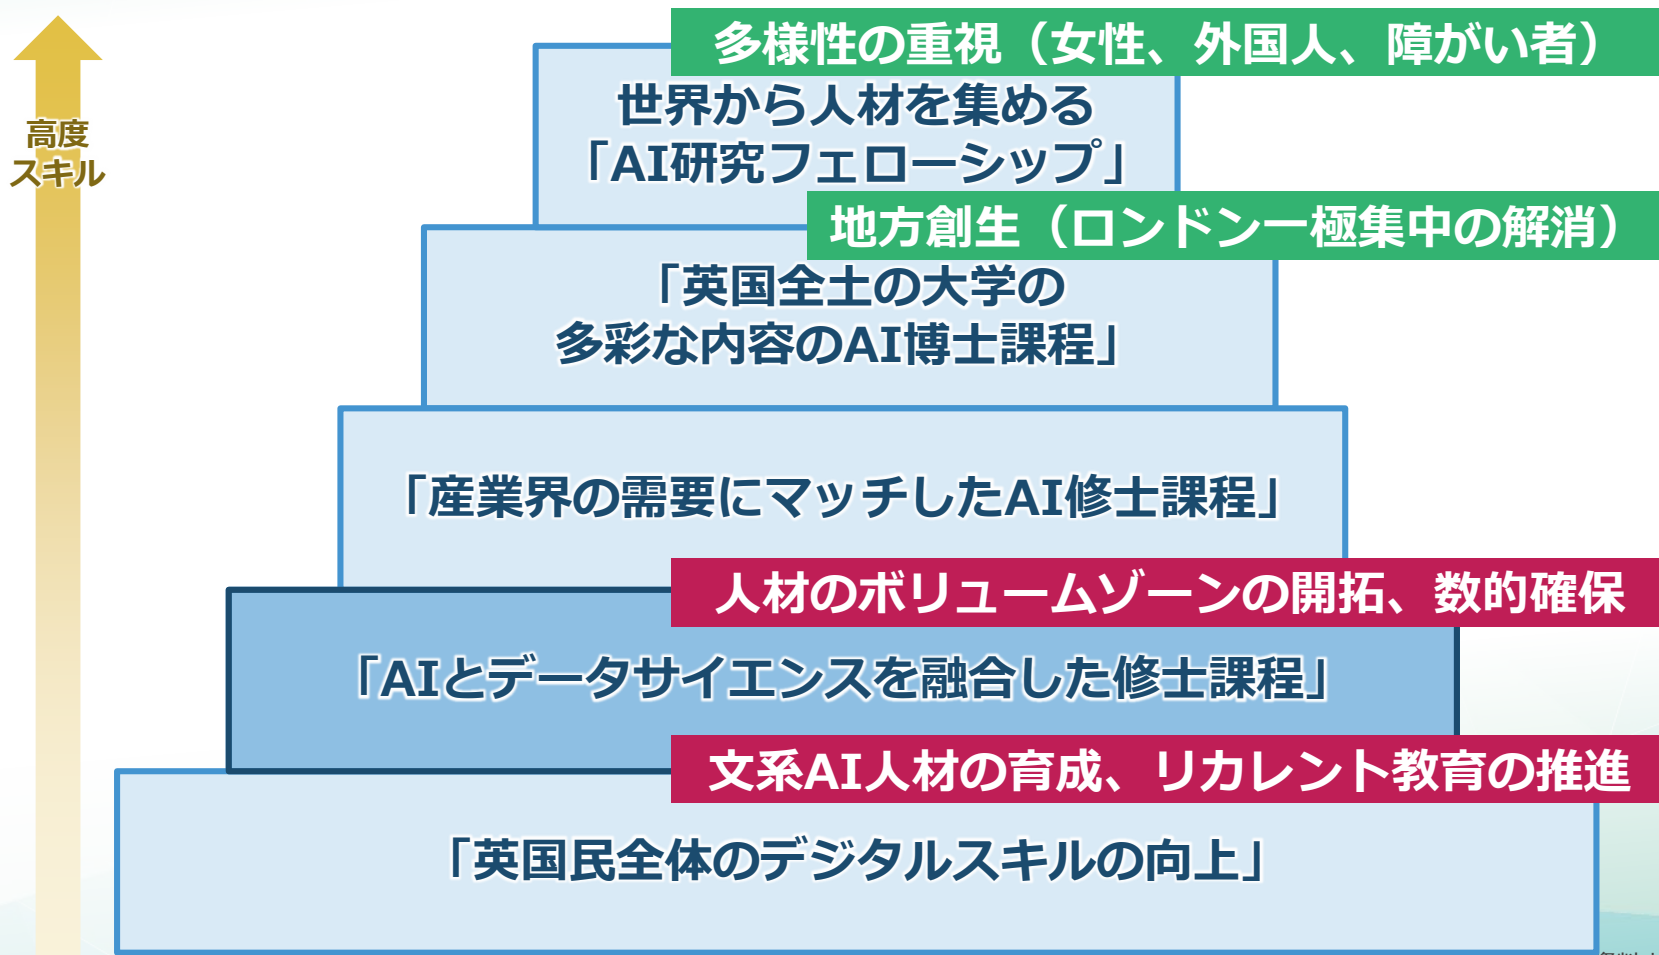 多様性の重視（女性、外国人、障がい者）
世界から人材を集める
「AI研究フェローシップ」
高度
スキル
地方創生（ロンドン一極集中の解消）
「英国全土の大学の
多彩な内容のAI博士課程」
「産業界の需要にマッチしたAI修士課程」
人材のボリュームゾーンの開拓、数的確保
「AIとデータサイエンスを融合した修士課程」
文系AI人材の育成、リカレント教育の推進
「英国民全体のデジタルスキルの向上」